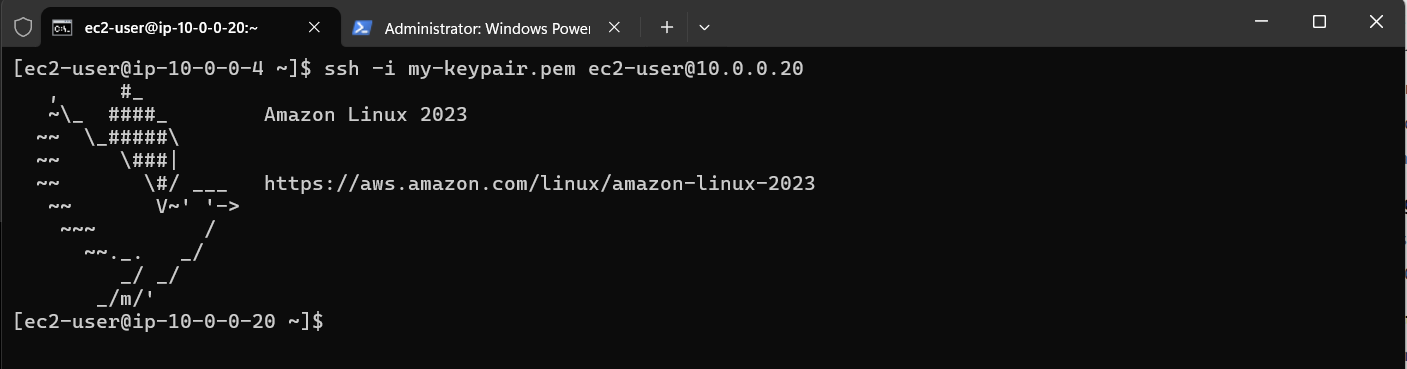 ec2-user@ip-10-0-0-20:~
Administrator: Windows Power
[ec2-user@ip-10-0-0-4 ~]$ ssh -i my-keypair.pem ec2-user@10.0.0.20
   ,     #_
   ~\_  ####_        Amazon Linux 2023
  ~~  \_#####\
  ~~     \###|
  ~~       \#/ ___   https://aws.amazon.com/linux/amazon-linux-2023
   ~~       V~' '->
    ~~~         /
      ~~._.   _/
         _/ _/
       _/m/'
[ec2-user@ip-10-0-0-20 ~]$